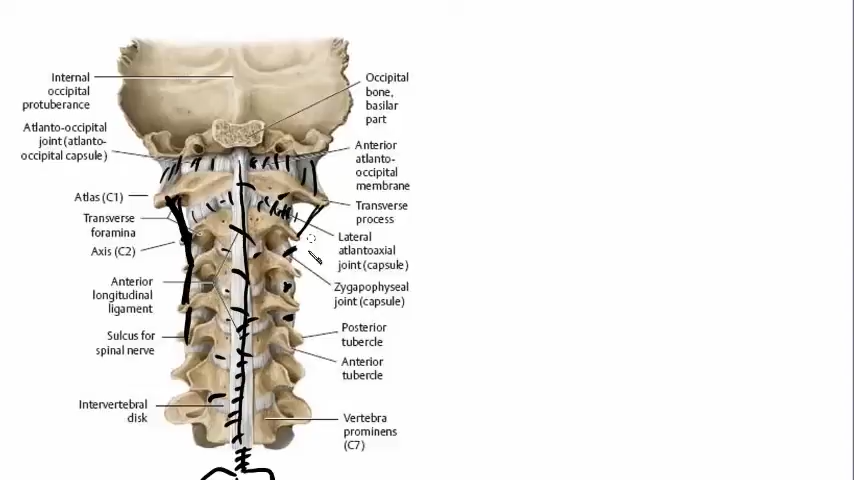 Internal
occipital
protuberance
Atlanto-occipital
joint (atlanto-
occipital capsule)
Atlas (C1)
Transverse
foramina
Axis (C2)
Anterior
longitudinal
ligament
Sulcus for
spinal nerve
Intervertebral
disk
Occipital
bone,
basilar
part
Anterior
atlanto-
occipital
membrane
Transverse
process
Lateral
atlantoaxial
joint (capsule)
Zygapophyseal
joint (capsule)
Posterior
tubercle
Anterior
tubercle
Vertebra
prominens
(C7)